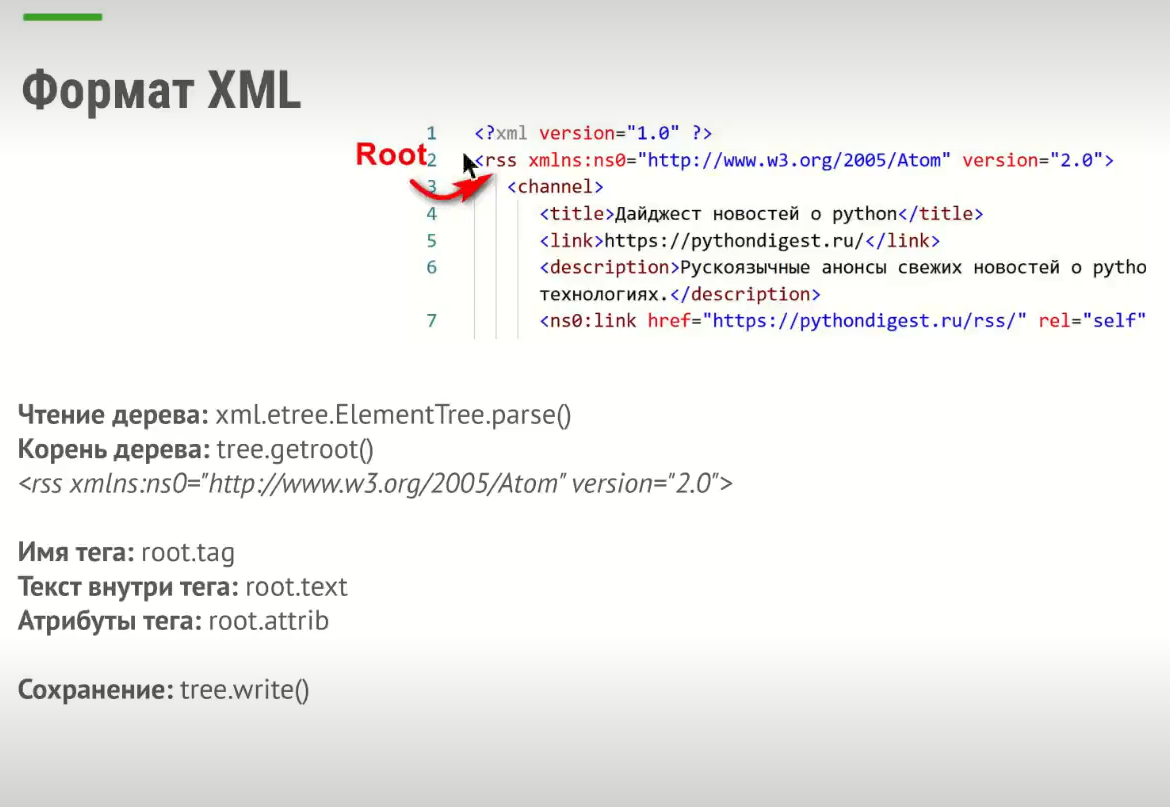 Формат XML
1 <?xml version="1.0" ?>
Root
2 <rss xmlns:ns0="http://www.w3.org/2005/Atom" version="2.0">
3 <channel>
4 <title>Дайджест новостей о python</title>
5 <link>https://pythondigest.ru/</link>
6 <description>Рускоязычные анонсы свежих новостей о pytho
технологиях.</description>
7 <ns0:link href="https://pythondigest.ru/rss/" rel="self"
Чтение дерева: xml.etree.ElementTree.parse()
Корень дерева: tree.getroot()
<rss xmlns:ns0="http://www.w3.org/2005/Atom" version="2.0">
Имя тега: root.tag
Текст внутри тега: root.text
Атрибуты тега: root.attrib
Сохранение: tree.write()